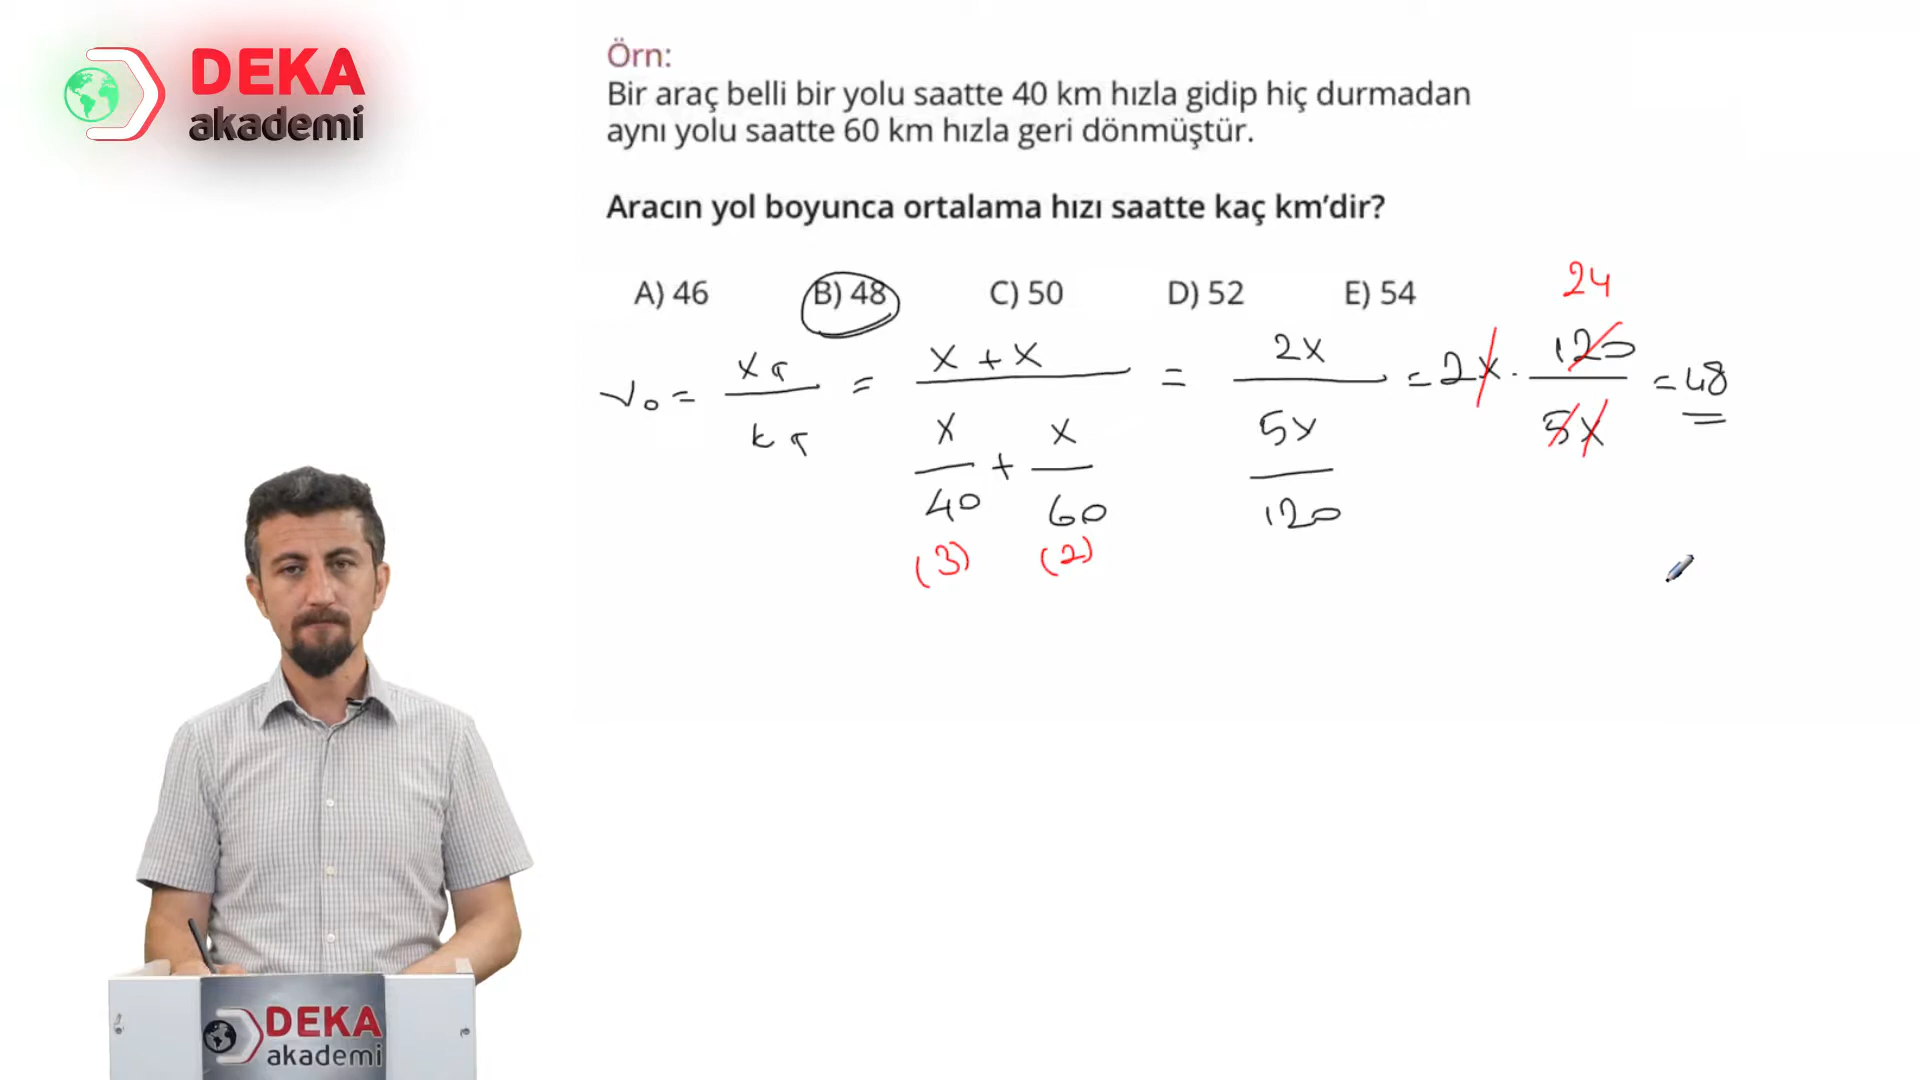 DEKA
akademi
Örn:
Bir araç belli bir yolu saatte 40 km hızla gidip hiç durmadan
aynı yolu saatte 60 km hızla geri dönmüştür.
Aracın yol boyunca ortalama hızı saatte kaç km’dir?
A) 46 B) 48 C) 50 D) 52 E) 54
24
V₀ = = x + x / x/40 + x/60 = 2x / 5x/120 = 2x · 120/5x = 48
(3) (2)
DEKA
akademi